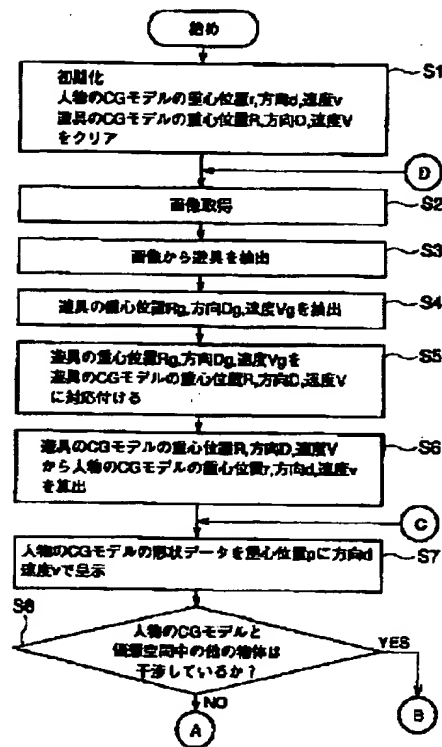 始め
S1
初期化
人物のCGモデルの重心位置r,方向d,速度v
遊具のCGモデルの重心位置R,方向D,速度V
をクリア
D
S2
画像取得
S3
画像から遊具を抽出
S4
遊具の重心位置Rg,方向Dg,速度Vgを抽出
S5
遊具の重心位置Rg,方向Dg,速度Vgを
遊具のCGモデルの重心位置R,方向D,速度V
に対応付ける
S6
遊具のCGモデルの重心位置R,方向D,速度V
から人物のCGモデルの重心位置r,方向d,速度v
を算出
C
S7
人物のCGモデルの形状データを重心位置pに方向d
速度vで呈示
S8
人物のCGモデルと
仮想空間中の他の物体は
干渉しているか?
YES
NO
A
B